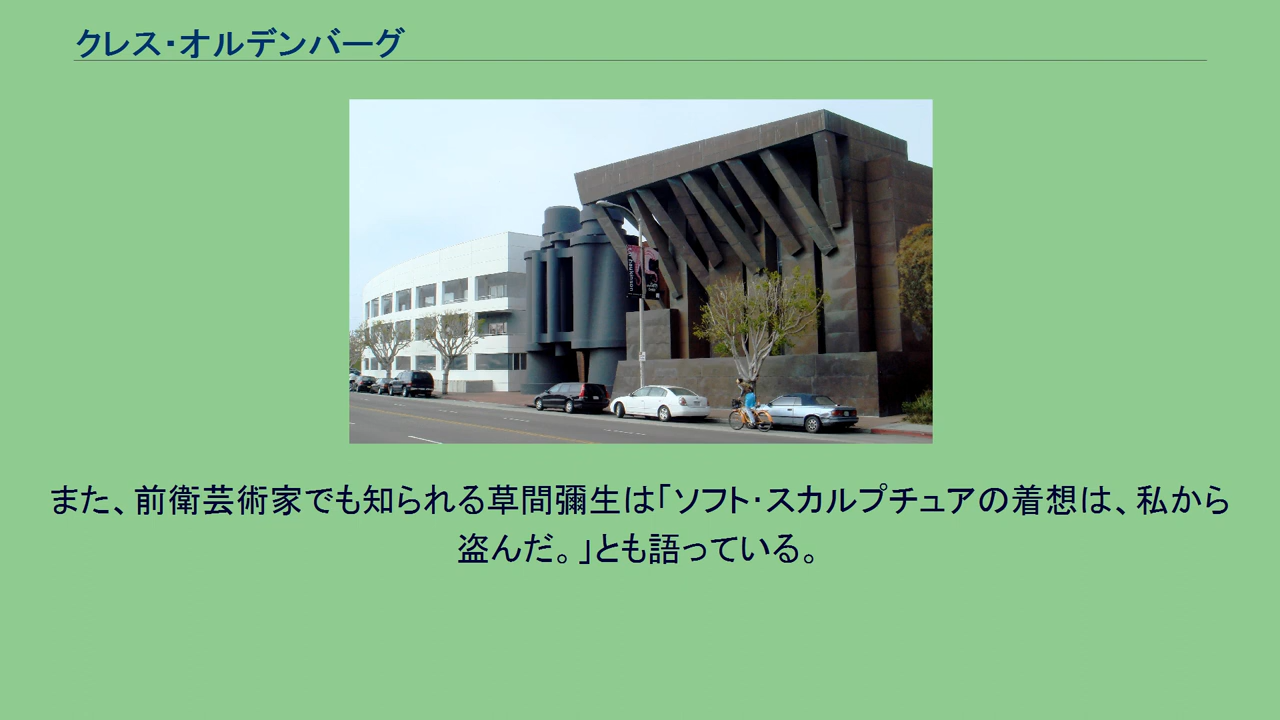 クレス・オルデンバーグ
また、前衛芸術家でも知られる草間彌生は「ソフト・スカルプチュアの着想は、私から
盗んだ。」とも語っている。